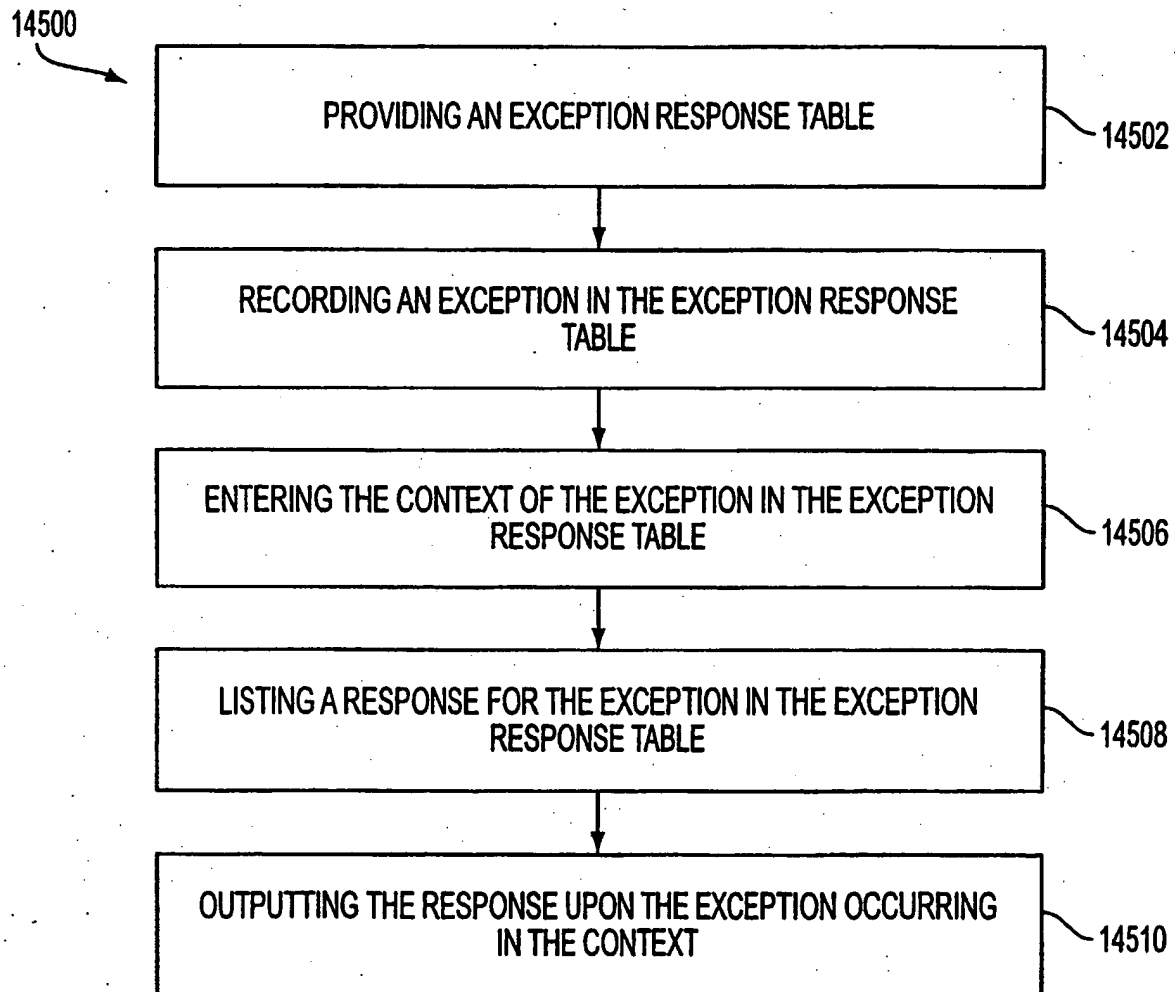 14500
PROVIDING AN EXCEPTION RESPONSE TABLE
14502
RECORDING AN EXCEPTION IN THE EXCEPTION RESPONSE
TABLE
14504
ENTERING THE CONTEXT OF THE EXCEPTION IN THE EXCEPTION
RESPONSE TABLE
14506
LISTING A RESPONSE FOR THE EXCEPTION IN THE EXCEPTION
RESPONSE TABLE
14508
OUTPUTTING THE RESPONSE UPON THE EXCEPTION OCCURRING
IN THE CONTEXT
14510